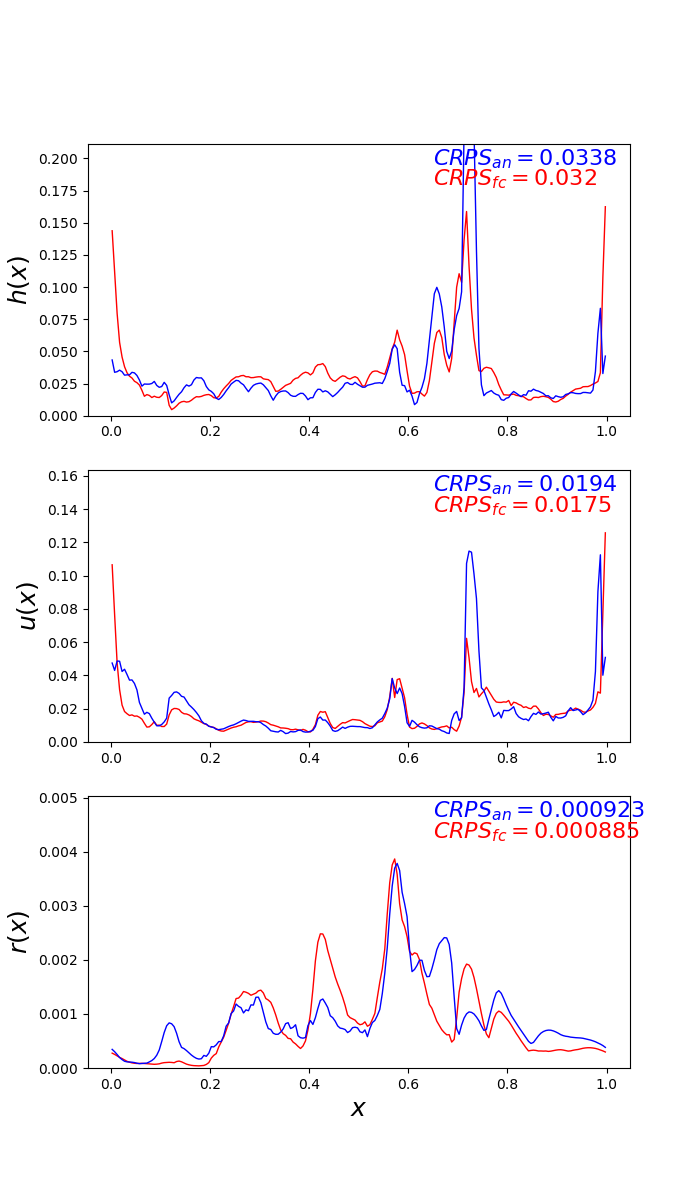 CRPS_an = 0.0338
CRPS_fc = 0.032
0.200
0.175
0.150
0.125
0.100
0.075
0.050
0.025
0.000
h(x)
0.0 0.2 0.4 0.6 0.8 1.0
CRPS_an = 0.0194
CRPS_fc = 0.0175
0.16
0.14
0.12
0.10
0.08
0.06
0.04
0.02
0.00
u(x)
0.0 0.2 0.4 0.6 0.8 1.0
CRPS_an = 0.000923
CRPS_fc = 0.000885
0.005
0.004
0.003
0.002
0.001
0.000
r(x)
0.0 0.2 0.4 0.6 0.8 1.0
x